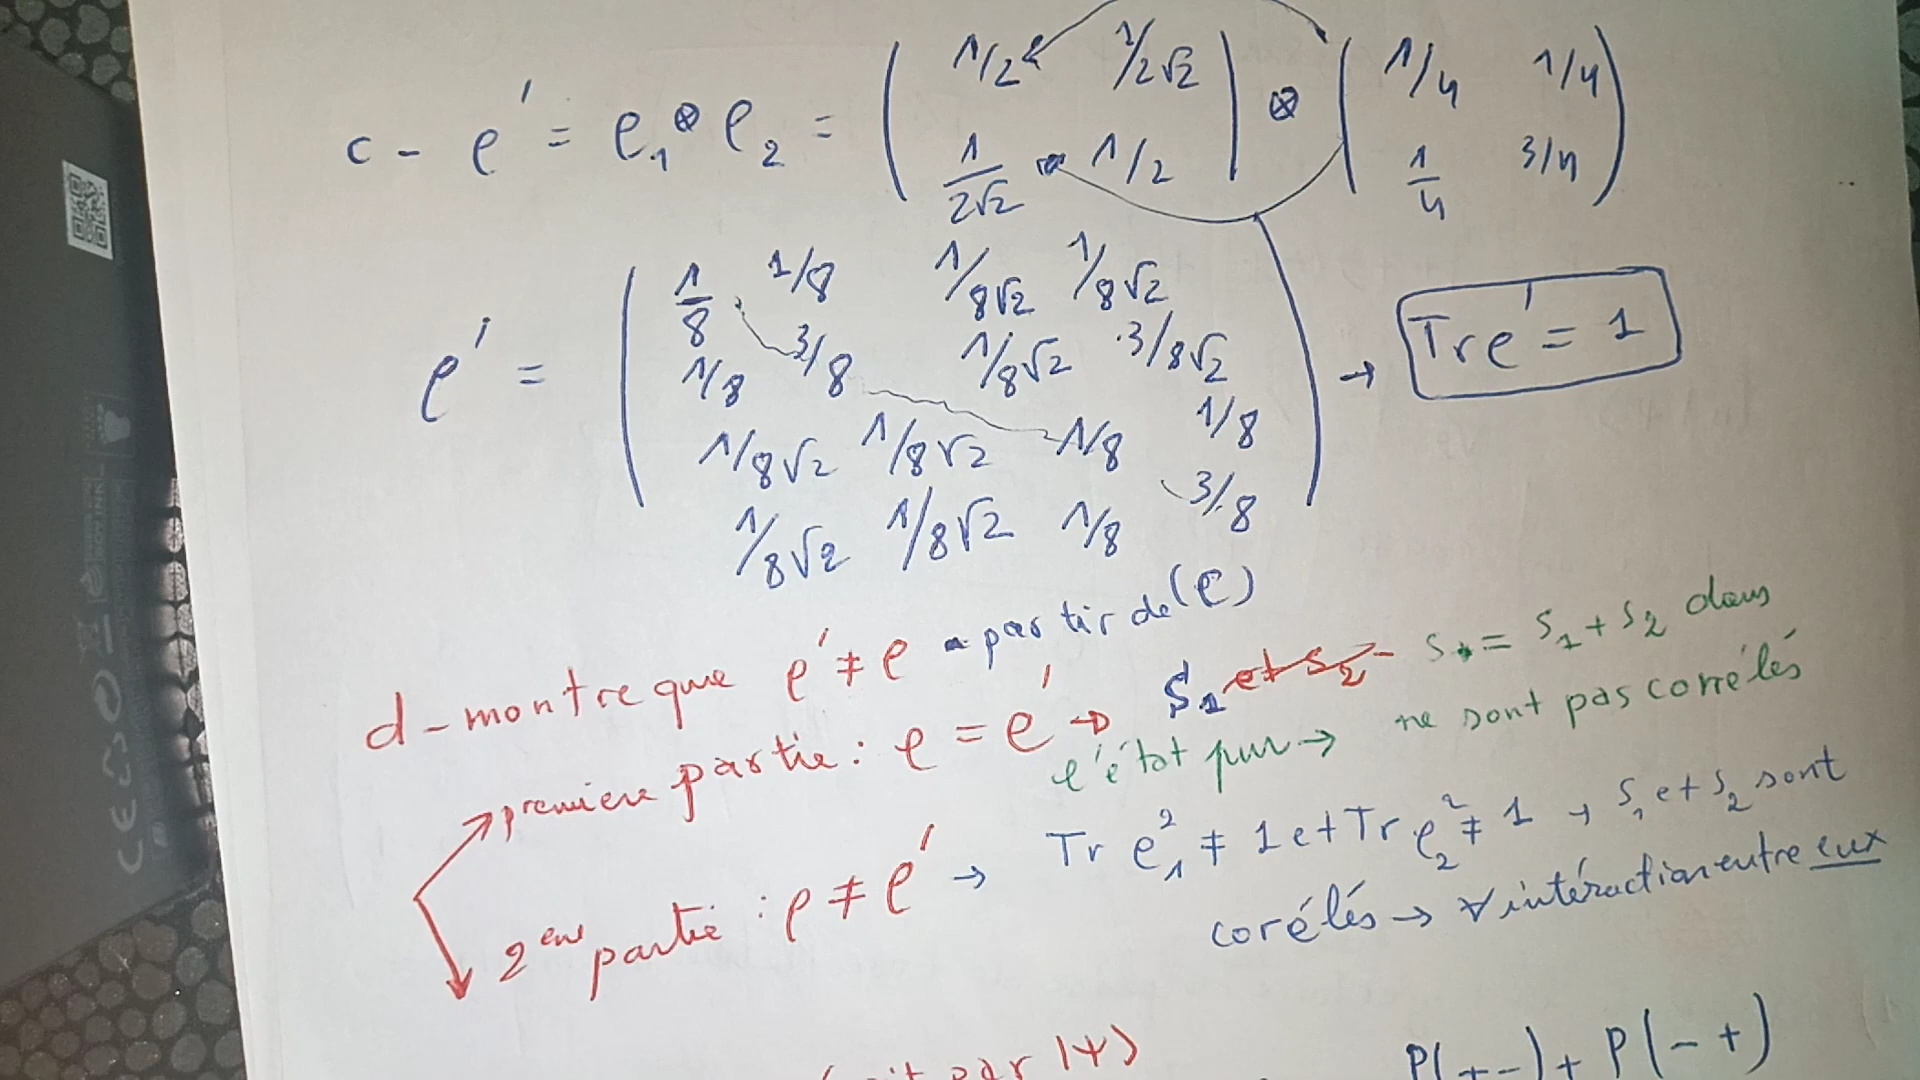 c - ρ' = ρ₁ ⊗ ρ₂ = ( 1/2 1/2√2 ; 1/2√2 1/2 ) ⊗ ( 1/4 1/4 ; 1/4 3/4 )
ρ' = ( 1/8 1/8 1/8√2 1/8√2
1/8 3/8 1/8√2 3/8√2
1/8√2 1/8√2 1/8 1/8
1/8√2 1/8√2 1/8 3/8 ) → Trρ' = 1
d - montre que ρ' ≠ ρ - partir de (C)
première partie : ρ = ρ' → S₁ et S₂ - S = S₁ + S₂ dans
l'état pur → ne sont pas corrélés
2eme partie : ρ ≠ ρ' → Tr ρ₁² ≠ 1 et Tr ρ₂² ≠ 1 → S₁ et S₂ sont
corélés → ∀ intéraction entre eux
par |ψ⟩
P(+-) + P(-+)
CE